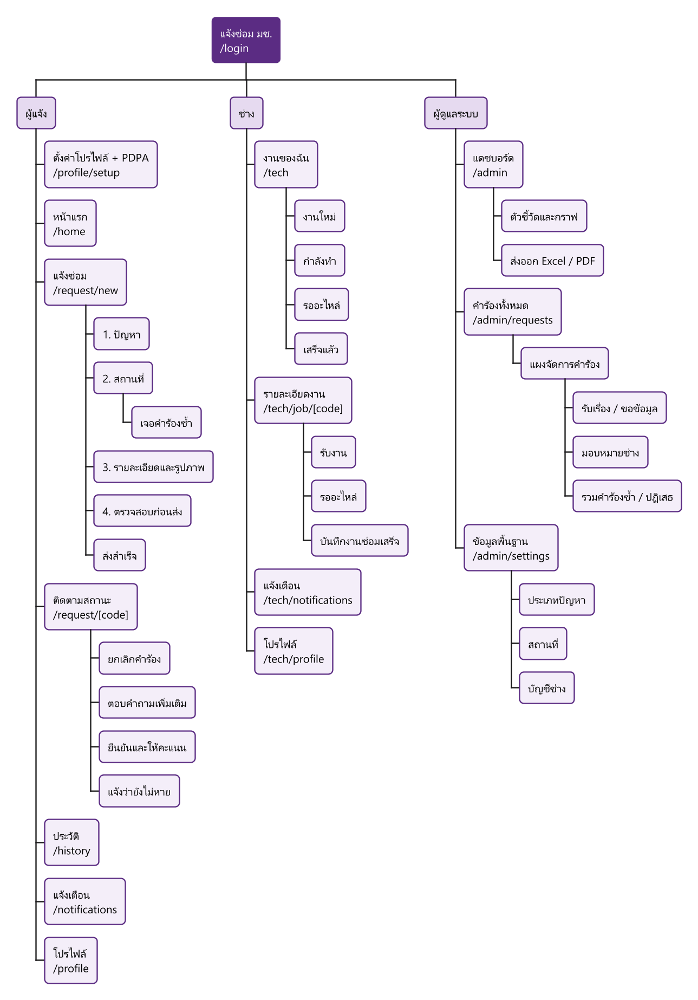 แจ้งซ่อม มช.
/login
ผู้แจ้ง
ตั้งค่าโปรไฟล์ + PDPA
/profile/setup
หน้าแรก
/home
แจ้งซ่อม
/request/new
1. ปัญหา
2. สถานที่
เจอคำร้องซ้ำ
3. รายละเอียดและรูปภาพ
4. ตรวจสอบก่อนส่ง
ส่งสำเร็จ
ติดตามสถานะ
/request/[code]
ยกเลิกคำร้อง
ตอบคำถามเพิ่มเติม
ยืนยันและให้คะแนน
แจ้งว่ายังไม่หาย
ประวัติ
/history
แจ้งเตือน
/notifications
โปรไฟล์
/profile
ช่าง
งานของฉัน
/tech
งานใหม่
กำลังทำ
รออะไหล่
เสร็จแล้ว
รายละเอียดงาน
/tech/job/[code]
รับงาน
รออะไหล่
บันทึกงานซ่อมเสร็จ
แจ้งเตือน
/tech/notifications
โปรไฟล์
/tech/profile
ผู้ดูแลระบบ
แดชบอร์ด
/admin
ตัวชี้วัดและกราฟ
ส่งออก Excel / PDF
คำร้องทั้งหมด
/admin/requests
แผงจัดการคำร้อง
รับเรื่อง / ขอข้อมูล
มอบหมายช่าง
รวมคำร้องซ้ำ / ปฏิเสธ
ข้อมูลพื้นฐาน
/admin/settings
ประเภทปัญหา
สถานที่
บัญชีช่าง